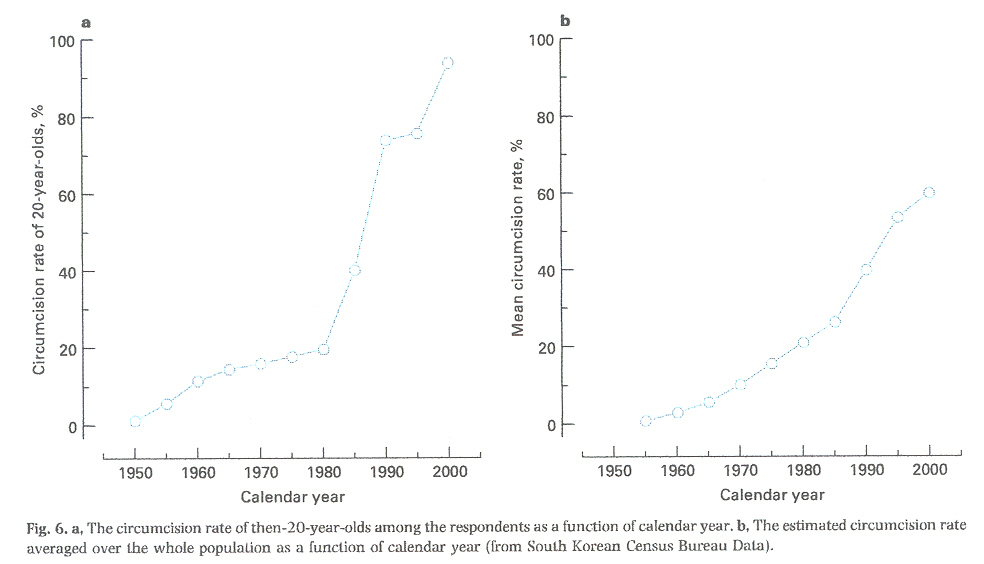 a
100
80
60
40
20
0
Circumcision rate of 20-year-olds, %
1950 1960 1970 1980 1990 2000
Calendar year
b
100
80
60
40
20
0
Mean circumcision rate, %
1950 1960 1970 1980 1990 2000
Calendar year
Fig. 6. a, The circumcision rate of then-20-year-olds among the respondents as a function of calendar year. b, The estimated circumcision rate
averaged over the whole population as a function of calendar year (from South Korean Census Bureau Data).